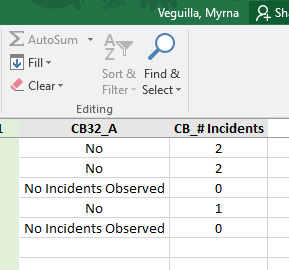 Veguilla, Myrna Sha
AutoSum
Fill
Clear
Sort & Filter
Find & Select
Editing
CB32_A CB_# Incidents
No 2
No 2
No Incidents Observed 0
No 1
No Incidents Observed 0